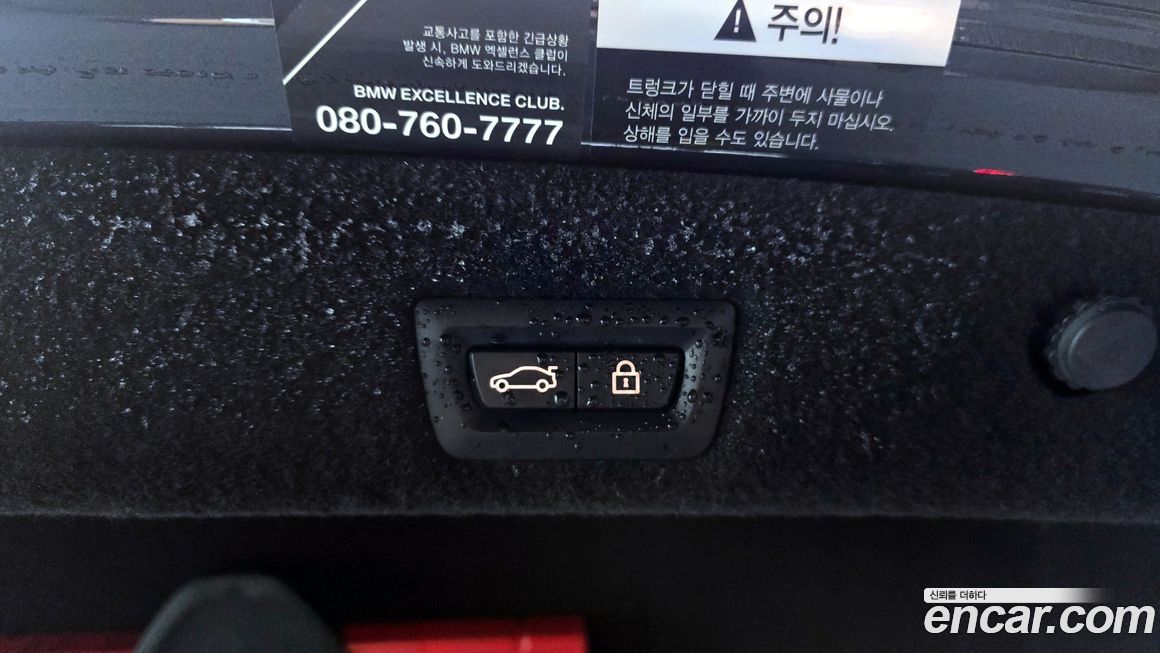 교통사고를 포함한 긴급상황
발생 시, BMW 엑셀런스 클럽이
신속하게 도와드리겠습니다.
BMW EXCELLENCE CLUB.
080-760-7777
주의!
트렁크가 닫힐 때 주변에 사물이나
신체의 일부를 가까이 두지 마십시오.
상해를 입을 수도 있습니다.
신뢰를 더하다
encar.com